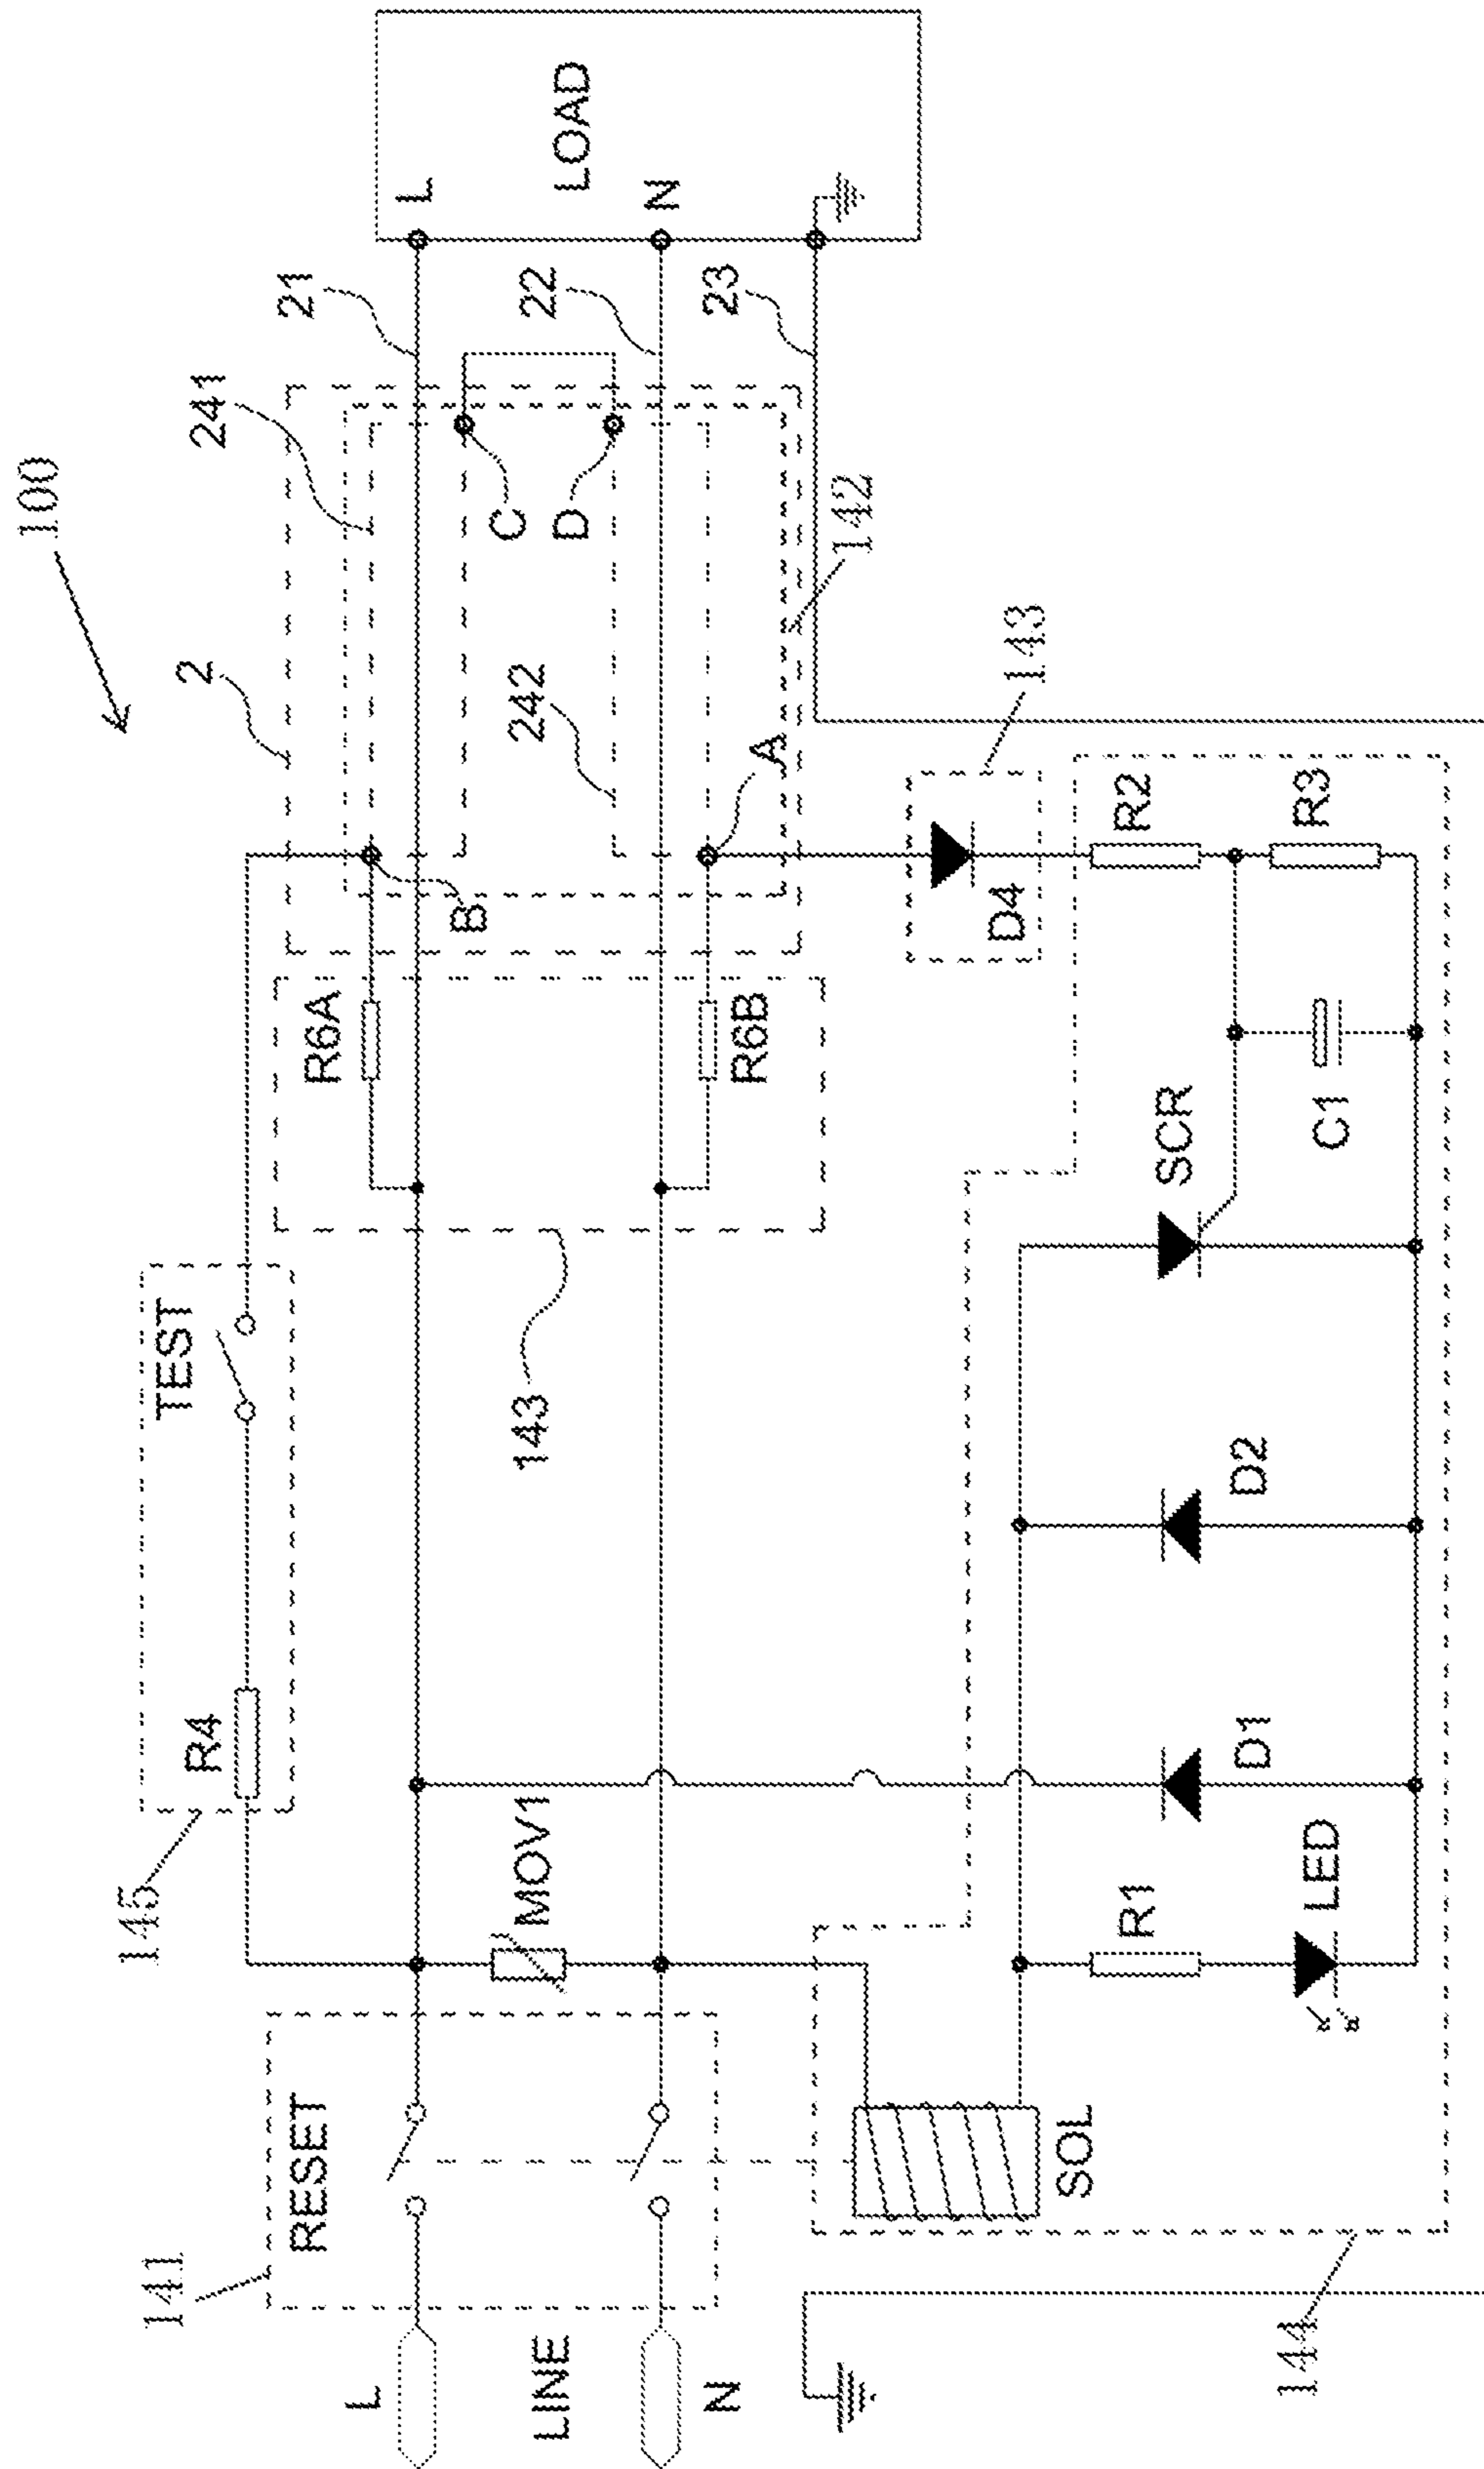 100
2
241
21
L
LOAD
22
N
23
C
D
242
142
A
B
143
D4
R2
R3
R6A
R6B
143
SCR
C1
TEST
R4
145
MOV1
D2
D1
R1
LED
141
RESET
SOL
144
L
LINE
N